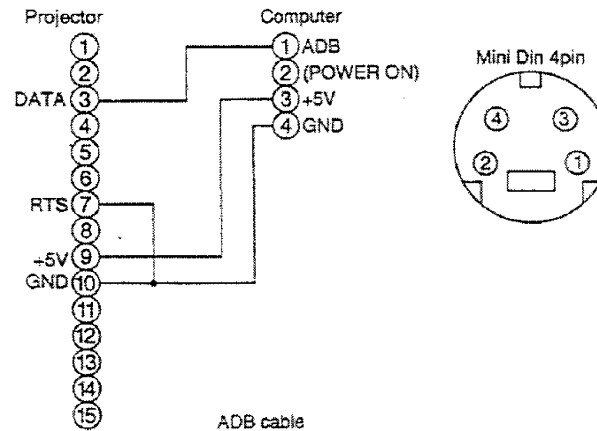 Projector
Computer
1
2
DATA 3
4
5
6
RTS 7
8
+5V 9
GND 10
11
12
13
14
15
1 ADB
2 (POWER ON)
3 +5V
4 GND
Mini Din 4pin
4 3
2 1
ADB cable